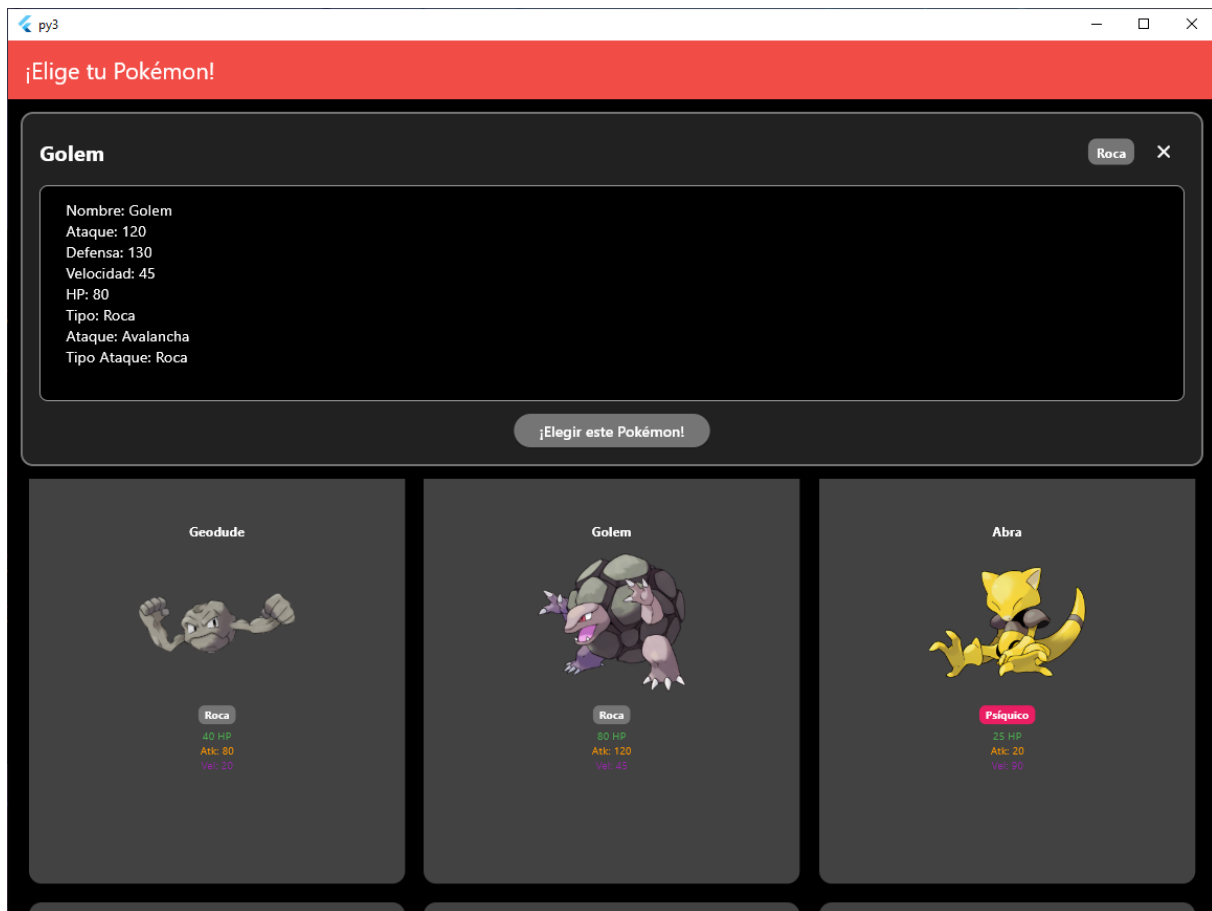 py3
¡Elige tu Pokémon!
Golem
Roca
Nombre: Golem
Ataque: 120
Defensa: 130
Velocidad: 45
HP: 80
Tipo: Roca
Ataque: Avalancha
Tipo Ataque: Roca
¡Elegir este Pokémon!
Geodude
Roca
40 HP
Atk: 80
Vel: 20
Golem
Roca
80 HP
Atk: 120
Vel: 45
Abra
Psíquico
25 HP
Atk: 20
Vel: 90